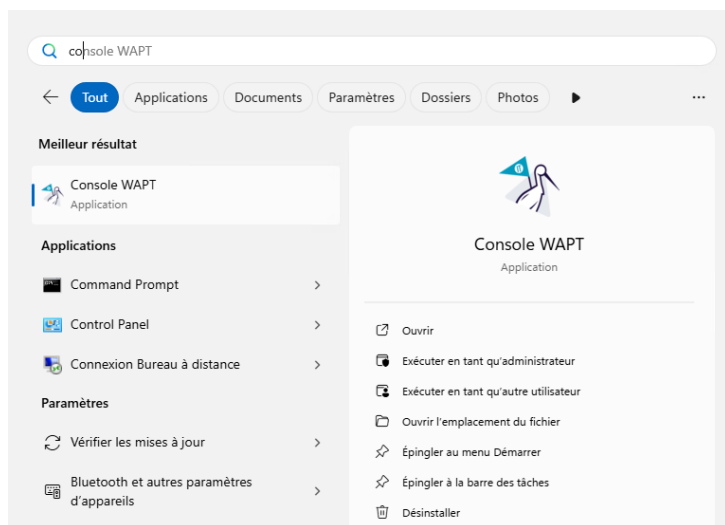 console WAPT
Tout Applications Documents Paramètres Dossiers Photos
Meilleur résultat
Console WAPT
Application
Applications
Command Prompt
Control Panel
Connexion Bureau à distance
Paramètres
Vérifier les mises à jour
Bluetooth et autres paramètres
d'appareils
Console WAPT
Application
Ouvrir
Exécuter en tant qu'administrateur
Exécuter en tant qu'autre utilisateur
Ouvrir l'emplacement du fichier
Épingler au menu Démarrer
Épingler à la barre des tâches
Désinstaller